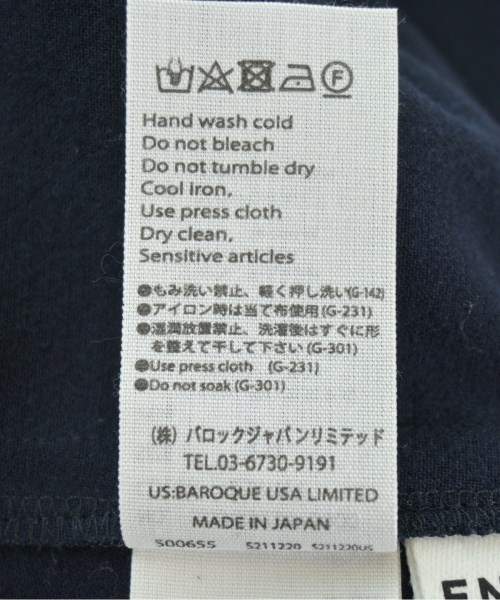 F
Hand wash cold
Do not bleach
Do not tumble dry
Cool iron,
Use press cloth
Dry clean,
Sensitive articles
●もみ洗い禁止、軽く押し洗い(G-142)
●アイロン時は当て布使用(G-231)
●湿潤放置禁止、洗濯後はすぐに形
を整えて干して下さい(G-301)
●Use press cloth (G-231)
●Do not soak (G-301)
(株) バロックジャパンリミテッド
TEL.03-6730-9191
US:BAROQUE USA LIMITED
MADE IN JAPAN
S00655 S211220 S211220US
EN